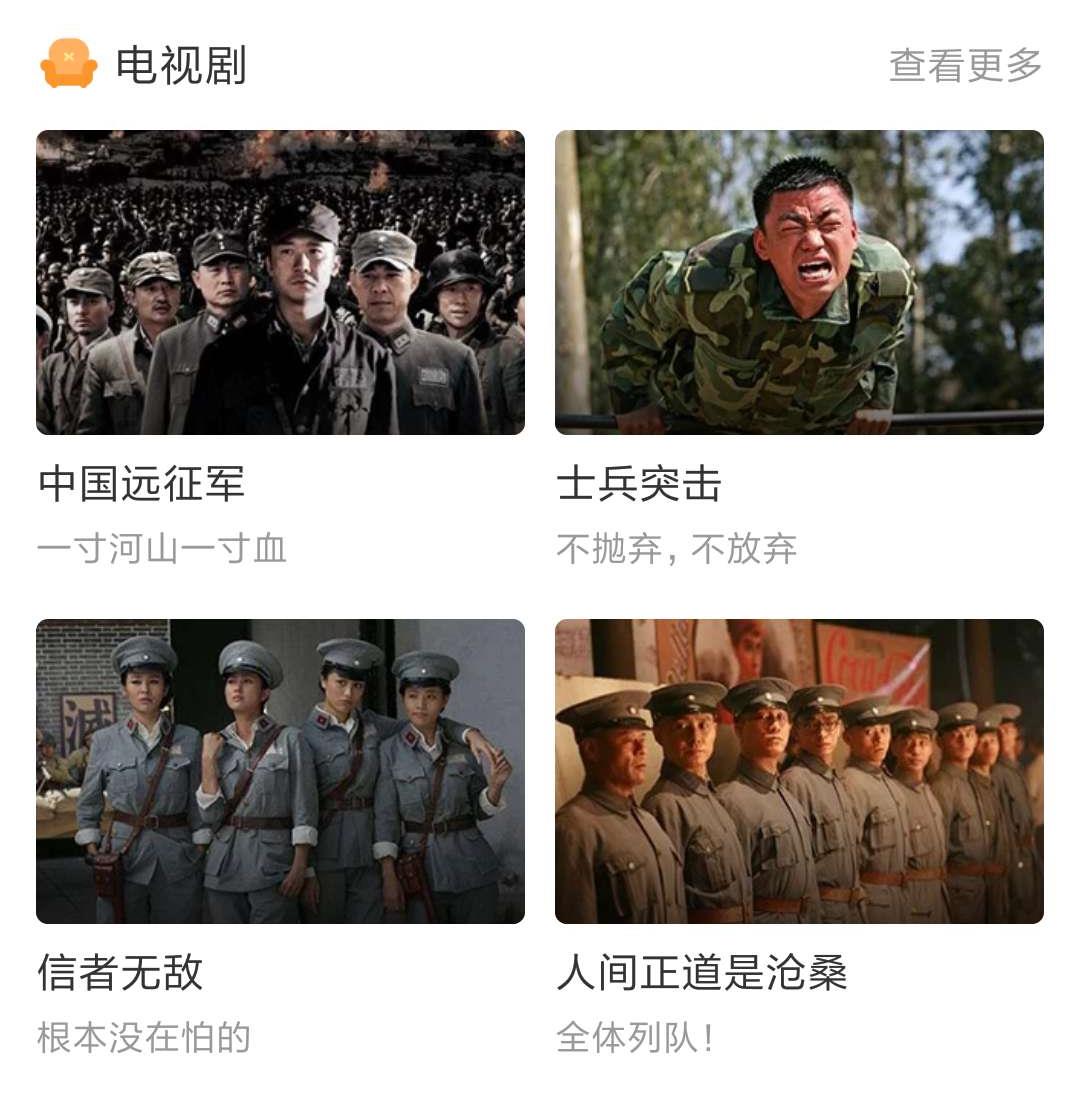 电视剧
查看更多
中国远征军
士兵突击
一寸河山一寸血
不抛弃，不放弃
滅
信者无敌
人间正道是沧桑
根本没在怕的
全体列队！